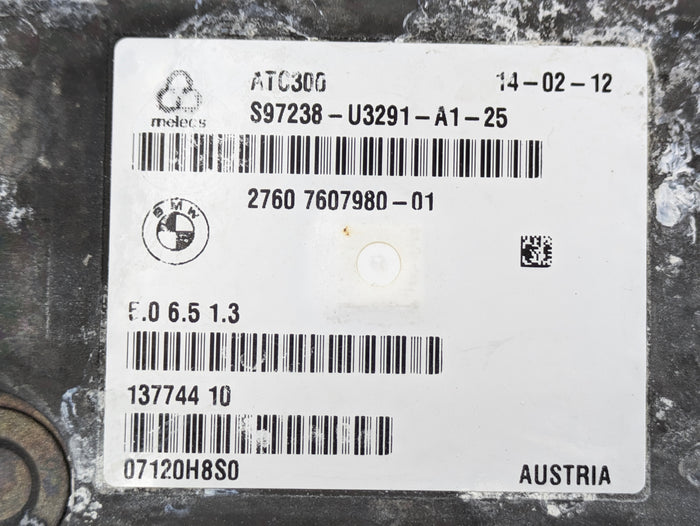 ATC300 14-02-12
melecs S97238-U3291-A1-25
2760 7607980-01
BMW
5.0 6.5 1.3
137744 10
07120H8S0 AUSTRIA